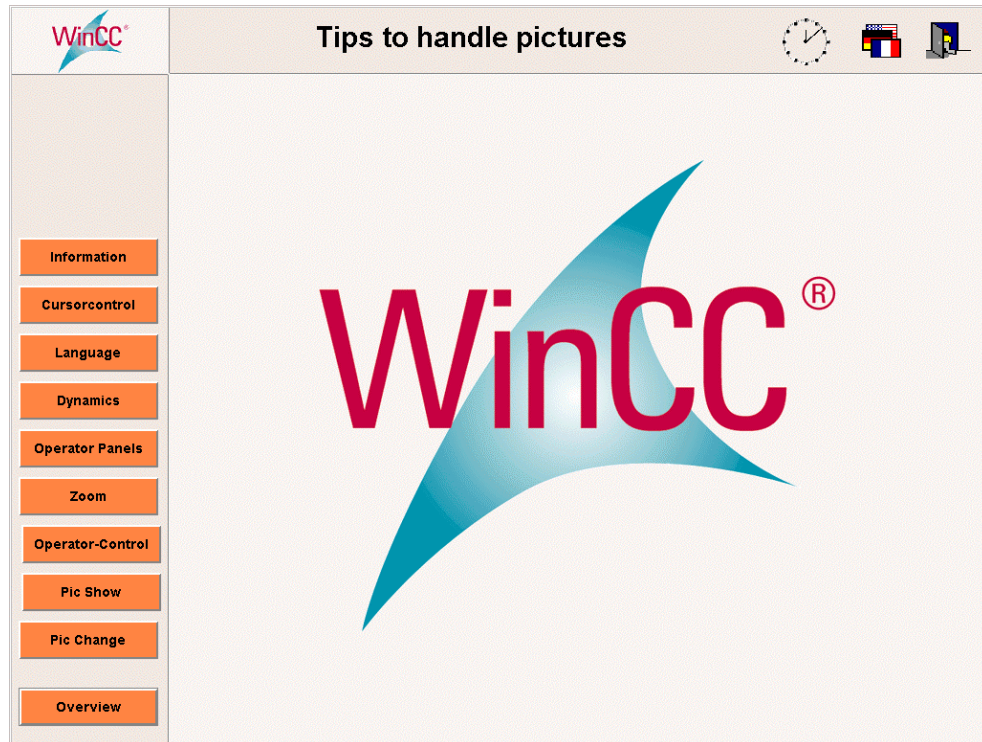 WinCC®
Tips to handle pictures
Information
Cursorcontrol
Language
Dynamics
Operator Panels
Zoom
Operator-Control
Pic Show
Pic Change
Overview
WinCC®